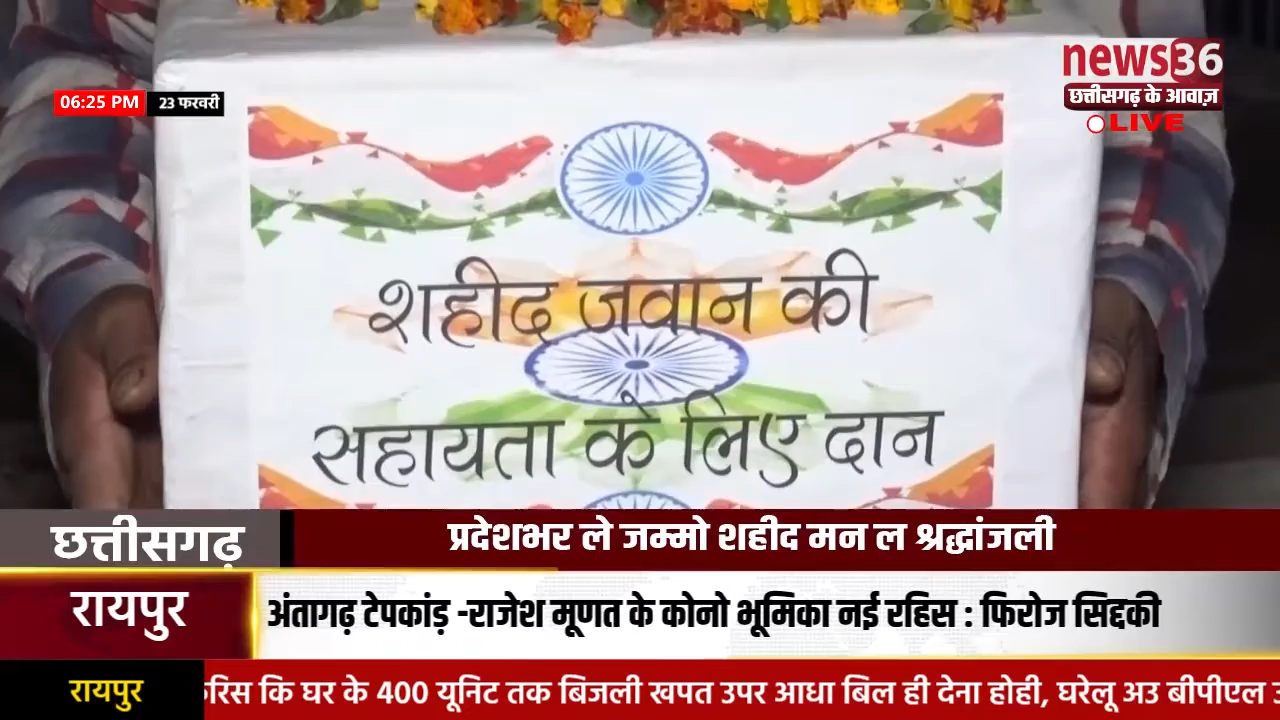 news36
छत्तीसगढ़ के आवाज़
LIVE
06:25 PM
23 फरवरी
शहीद जवान की
सहायता के लिए दान
छत्तीसगढ़
प्रदेशभर ले जम्मो शहीद मन ल श्रद्धांजली
रायपुर
अंतागढ़ टेपकांड़ -राजेश मूणत के कोनो भूमिका नई रहिस : फिरोज सिद्दकी
रायपुर
कि घर के 400 यूनिट तक बिजली खपत उपर आधा बिल ही देना होही, घरेलू अउ बीपीएल